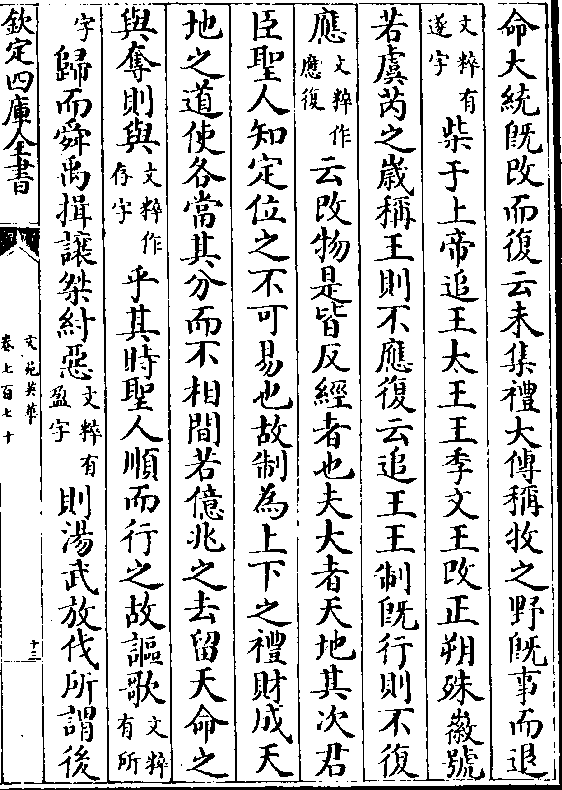 命大統既改而復云未集禮大傳稱牧之野既事而退
文粹有遂字柴于上帝追王太王王季文王改正朔殊徽號
若虞芮之歲稱王則不應復云追王王制既行則不復
應文粹作應復云改物是皆反經者也夫大者天地其次君
臣聖人知定位之不可易也故制為上下之禮財成天
地之道使各當其分而不相間若億兆之去留天命之
與奪則與文粹作存字乎其時聖人順而行之故謳歌文粹有所
字歸而舜禹揖讓桀紂惡文粹有盈字則湯武放伐所謂後
欽定四庫全書
文苑英華
卷七百七十
十三